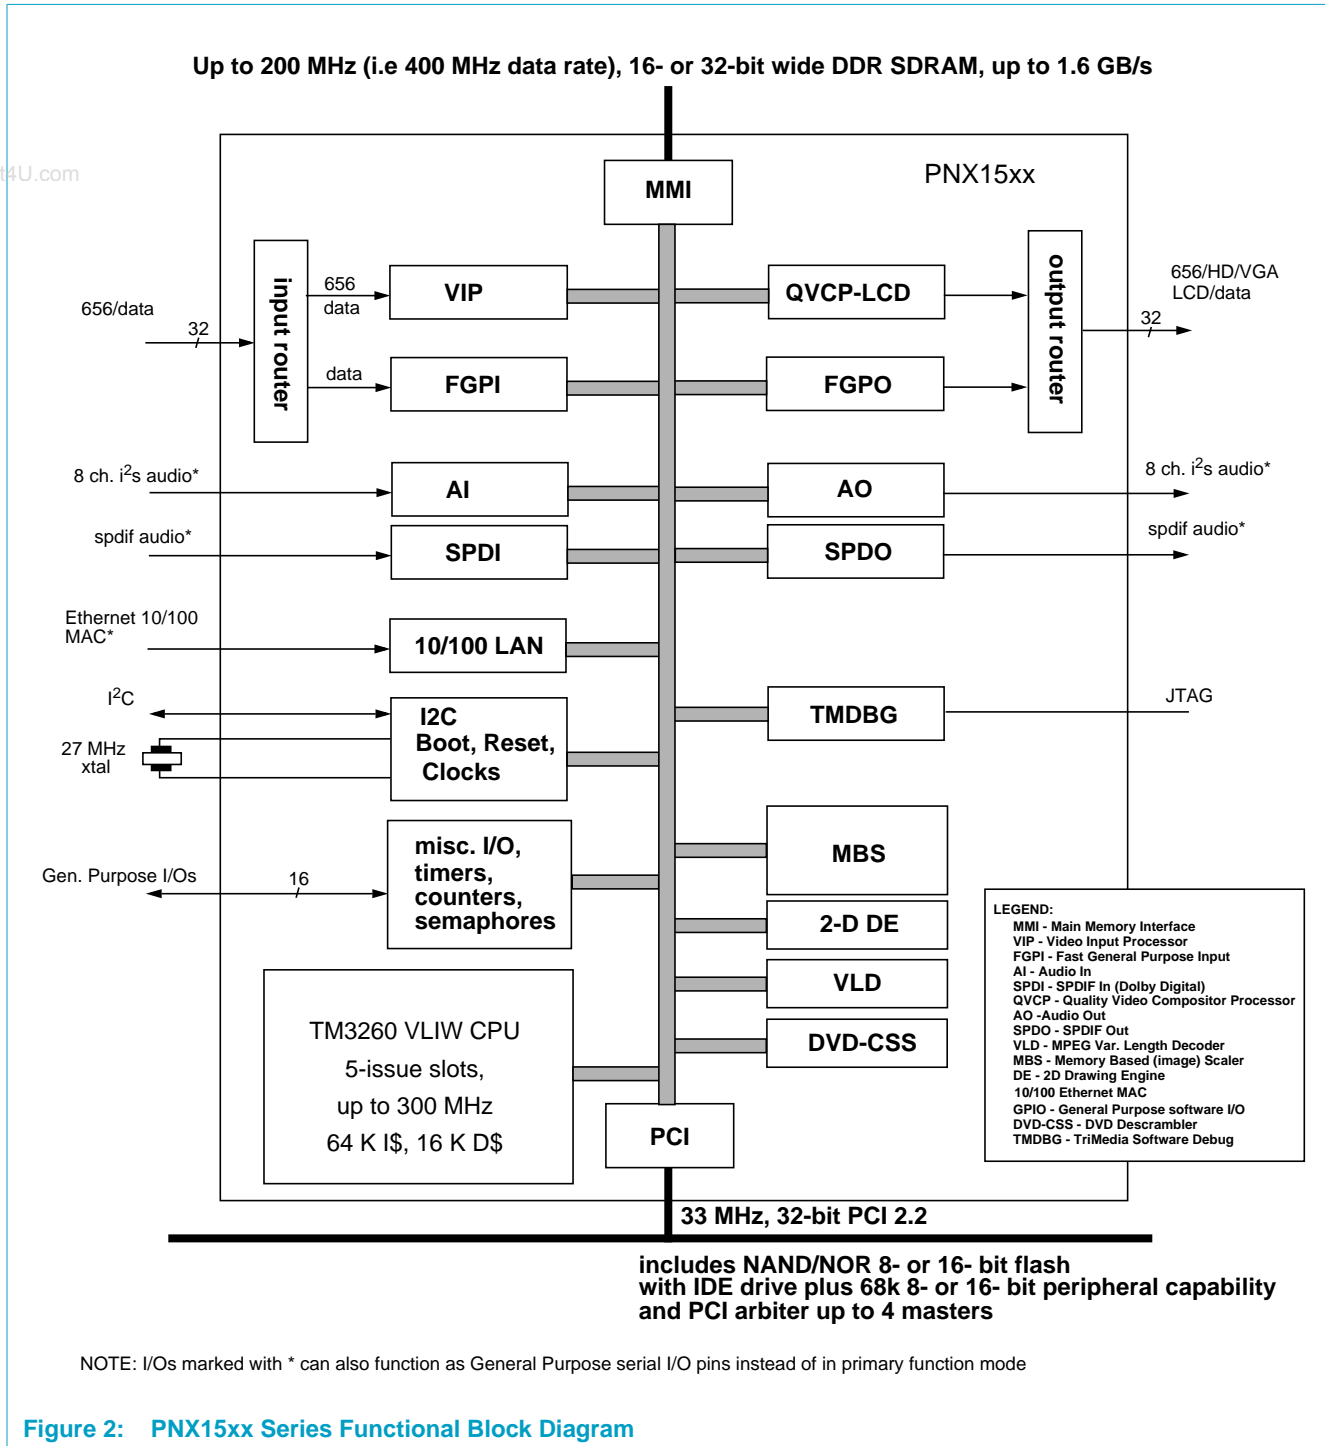 Up to 200 MHz (i.e 400 MHz data rate), 16- or 32-bit wide DDR SDRAM, up to 1.6 GB/s
t4U.com
PNX15xx
MMI
input router
656
data
VIP
QVCP-LCD
output router
656/HD/VGA
LCD/data
656/data
32
32
data
FGPI
FGPO
8 ch. i2s audio*
AI
AO
8 ch. i2s audio*
spdif audio*
SPDI
SPDO
spdif audio*
Ethernet 10/100
MAC*
10/100 LAN
I2C
I2C
Boot, Reset,
Clocks
TMDBG
JTAG
27 MHz
xtal
misc. I/O,
timers,
counters,
semaphores
MBS
Gen. Purpose I/Os
16
2-D DE
VLD
DVD-CSS
TM3260 VLIW CPU
5-issue slots,
up to 300 MHz
64 K I$, 16 K D$
PCI
LEGEND:
MMI - Main Memory Interface
VIP - Video Input Processor
FGPI - Fast General Purpose Input
AI - Audio In
SPDI - SPDIF In (Dolby Digital)
QVCP - Quality Video Compositor Processor
AO -Audio Out
SPDO - SPDIF Out
VLD - MPEG Var. Length Decoder
MBS - Memory Based (image) Scaler
DE - 2D Drawing Engine
10/100 Ethernet MAC
GPIO - General Purpose software I/O
DVD-CSS - DVD Descrambler
TMDBG - TriMedia Software Debug
33 MHz, 32-bit PCI 2.2
includes NAND/NOR 8- or 16- bit flash
with IDE drive plus 68k 8- or 16- bit peripheral capability
and PCI arbiter up to 4 masters
NOTE: I/Os marked with * can also function as General Purpose serial I/O pins instead of in primary function mode
Figure 2: PNX15xx Series Functional Block Diagram